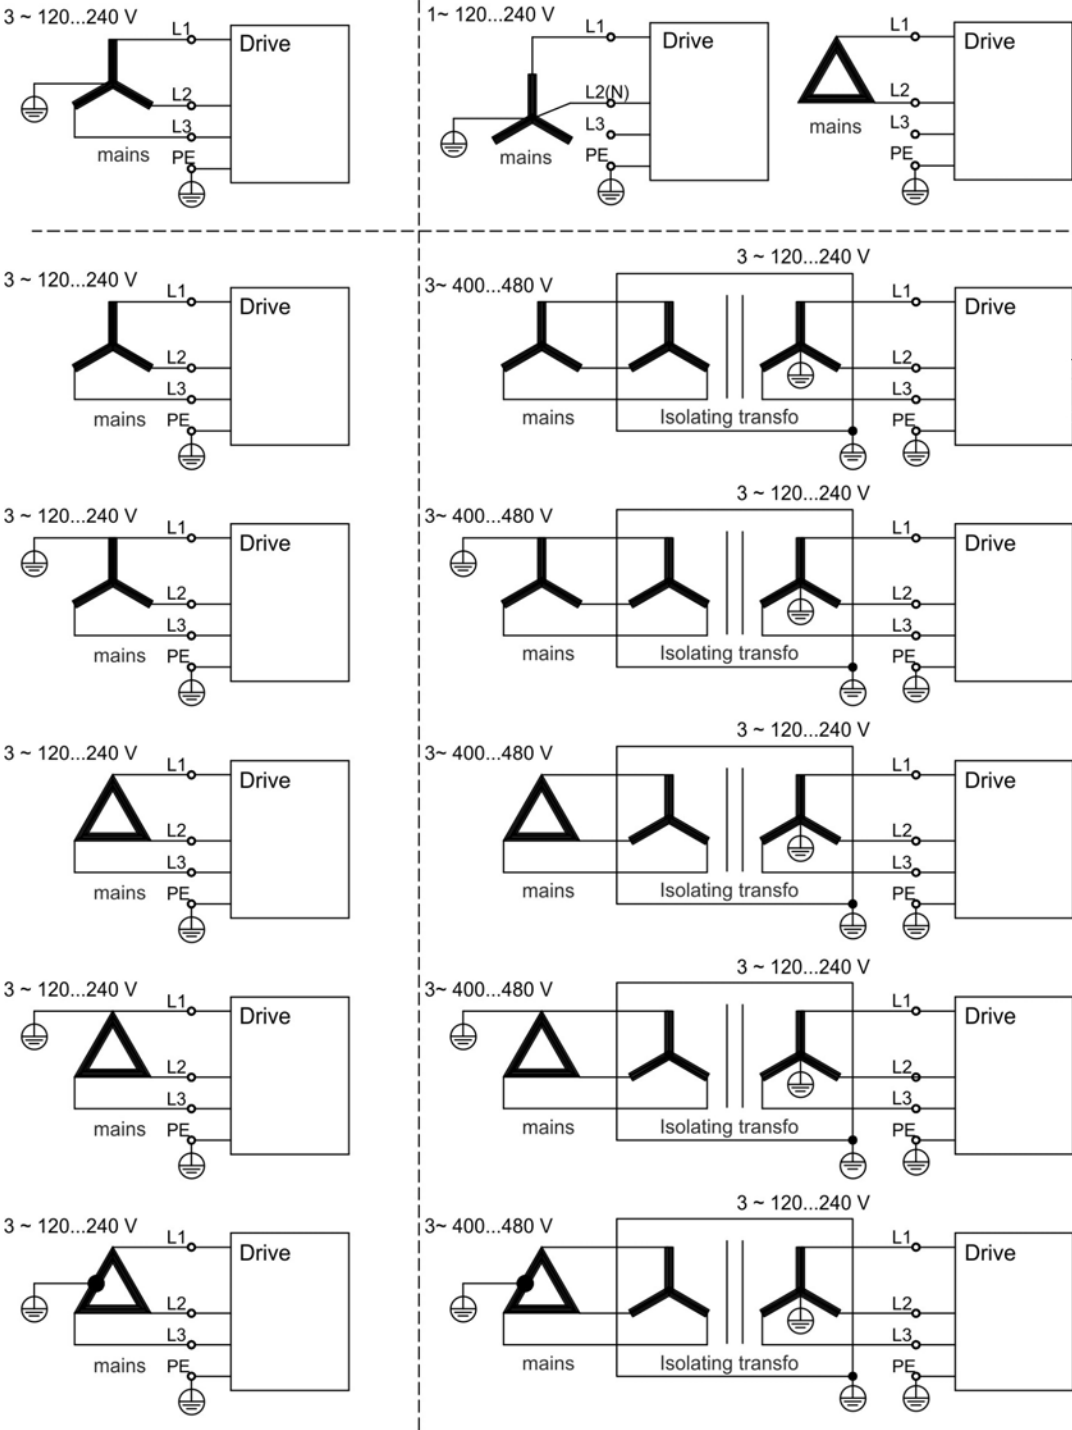 3 ~ 120...240 V
L1
Drive
L2
L3
mains
PE
1~ 120...240 V
L1
Drive
L2(N)
L3
mains
PE
L1
Drive
L2
mains
L3
PE
3 ~ 120...240 V
L1
Drive
L2
L3
mains
PE
3 ~ 120...240 V
3~ 400...480 V
L1
Drive
L2
L3
mains
Isolating transfo
PE
3 ~ 120...240 V
L1
Drive
L2
L3
mains
PE
3 ~ 120...240 V
3~ 400...480 V
L1
Drive
L2
L3
mains
Isolating transfo
PE
3 ~ 120...240 V
L1
Drive
L2
L3
mains
PE
3 ~ 120...240 V
3~ 400...480 V
L1
Drive
L2
L3
mains
Isolating transfo
PE
3 ~ 120...240 V
L1
Drive
L2
L3
mains
PE
3 ~ 120...240 V
3~ 400...480 V
L1
Drive
L2
L3
mains
Isolating transfo
PE
3 ~ 120...240 V
L1
Drive
L2
L3
mains
PE
3 ~ 120...240 V
3~ 400...480 V
L1
Drive
L2
L3
mains
Isolating transfo
PE